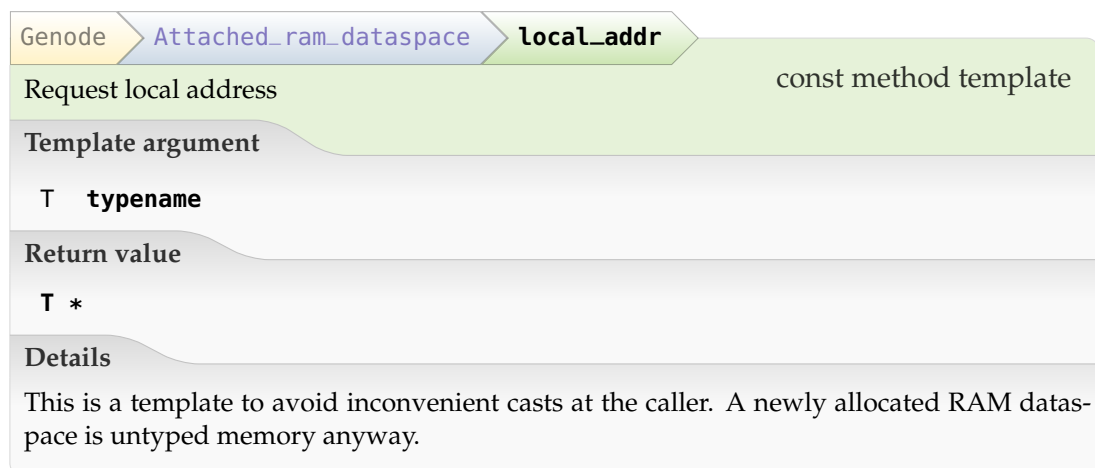 Genode Attached_ram_dataspace local_addr
const method template
Request local address
Template argument
T typename
Return value
T *
Details
This is a template to avoid inconvenient casts at the caller. A newly allocated RAM datas-
pace is untyped memory anyway.